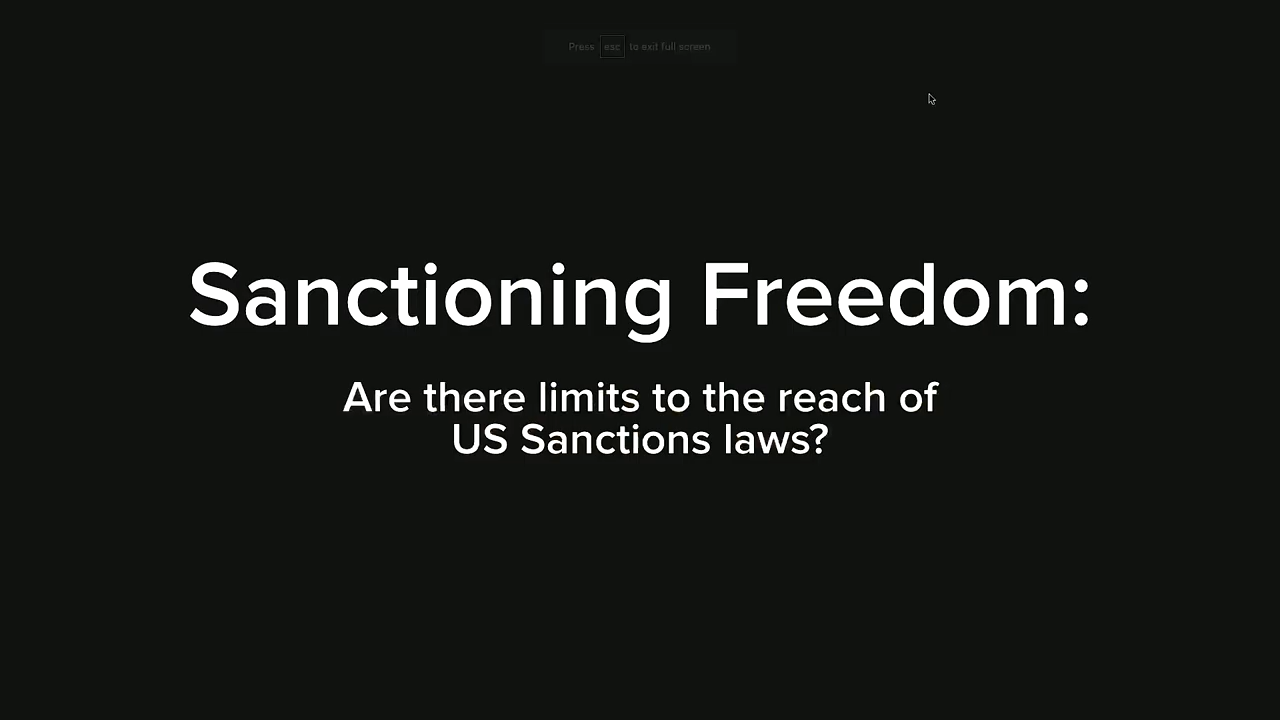 Press esc to exit full screen
Sanctioning Freedom:
Are there limits to the reach of
US Sanctions laws?